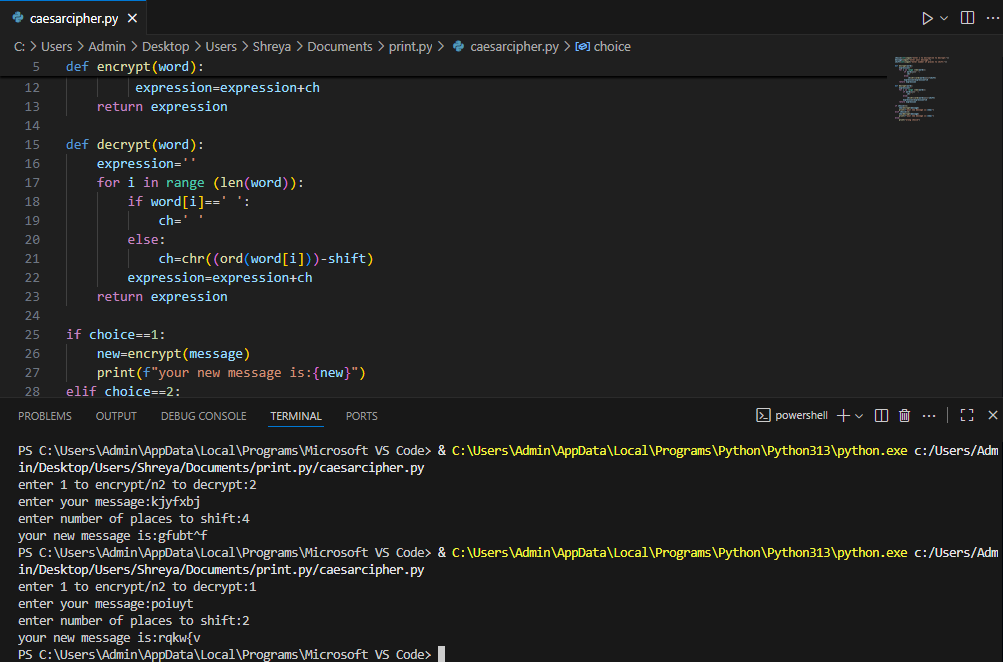 caesarcipher.py
C: > Users > Admin > Desktop > Users > Shreya > Documents > print.py > caesarcipher.py > choice
5 def encrypt(word):
12 expression=expression+ch
13 return expression
14
15 def decrypt(word):
16 expression=''
17 for i in range (len(word)):
18 if word[i]==' ':
19 ch=' '
20 else:
21 ch=chr((ord(word[i]))-shift)
22 expression=expression+ch
23 return expression
24
25 if choice==1:
26 new=encrypt(message)
27 print(f"your new message is:{new}")
28 elif choice==2:
PROBLEMS OUTPUT DEBUG CONSOLE TERMINAL PORTS powershell
PS C:\Users\Admin\AppData\Local\Programs\Microsoft VS Code> & C:\Users\Admin\AppData\Local\Programs\Python\Python313\python.exe c:/Users/Adm
in/Desktop/Users/Shreya/Documents/print.py/caesarcipher.py
enter 1 to encrypt/n2 to decrypt:2
enter your message:kjyfxbj
enter number of places to shift:4
your new message is:gfubt^f
PS C:\Users\Admin\AppData\Local\Programs\Microsoft VS Code> & C:\Users\Admin\AppData\Local\Programs\Python\Python313\python.exe c:/Users/Adm
in/Desktop/Users/Shreya/Documents/print.py/caesarcipher.py
enter 1 to encrypt/n2 to decrypt:1
enter your message:poiuyt
enter number of places to shift:2
your new message is:rqkw{v
PS C:\Users\Admin\AppData\Local\Programs\Microsoft VS Code>